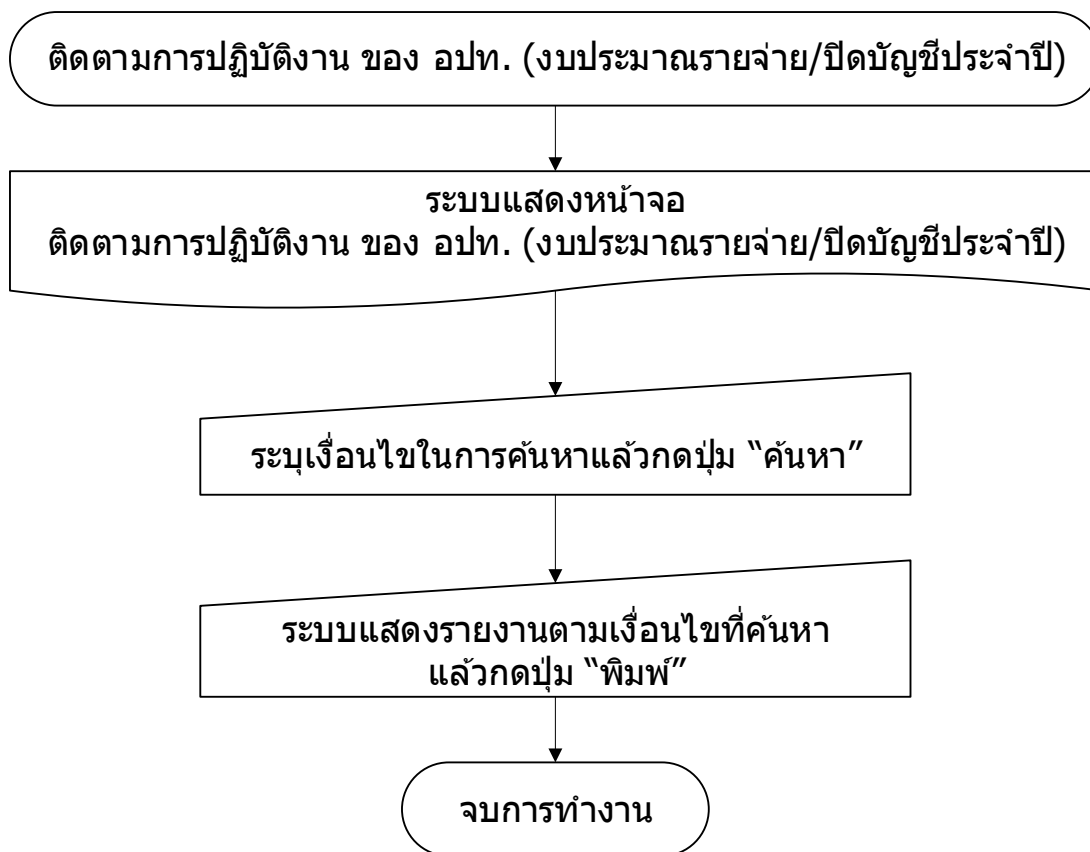 ติดตามการปฏิบัติงาน ของ อปท. (งบประมาณรายจ่าย/ปิดบัญชีประจำปี)
ระบบแสดงหน้าจอ
ติดตามการปฏิบัติงาน ของ อปท. (งบประมาณรายจ่าย/ปิดบัญชีประจำปี)
ระบุเงื่อนไขในการค้นหาแล้วกดปุ่ม “ค้นหา”
ระบบแสดงรายงานตามเงื่อนไขที่ค้นหา
แล้วกดปุ่ม “พิมพ์”
จบการทำงาน